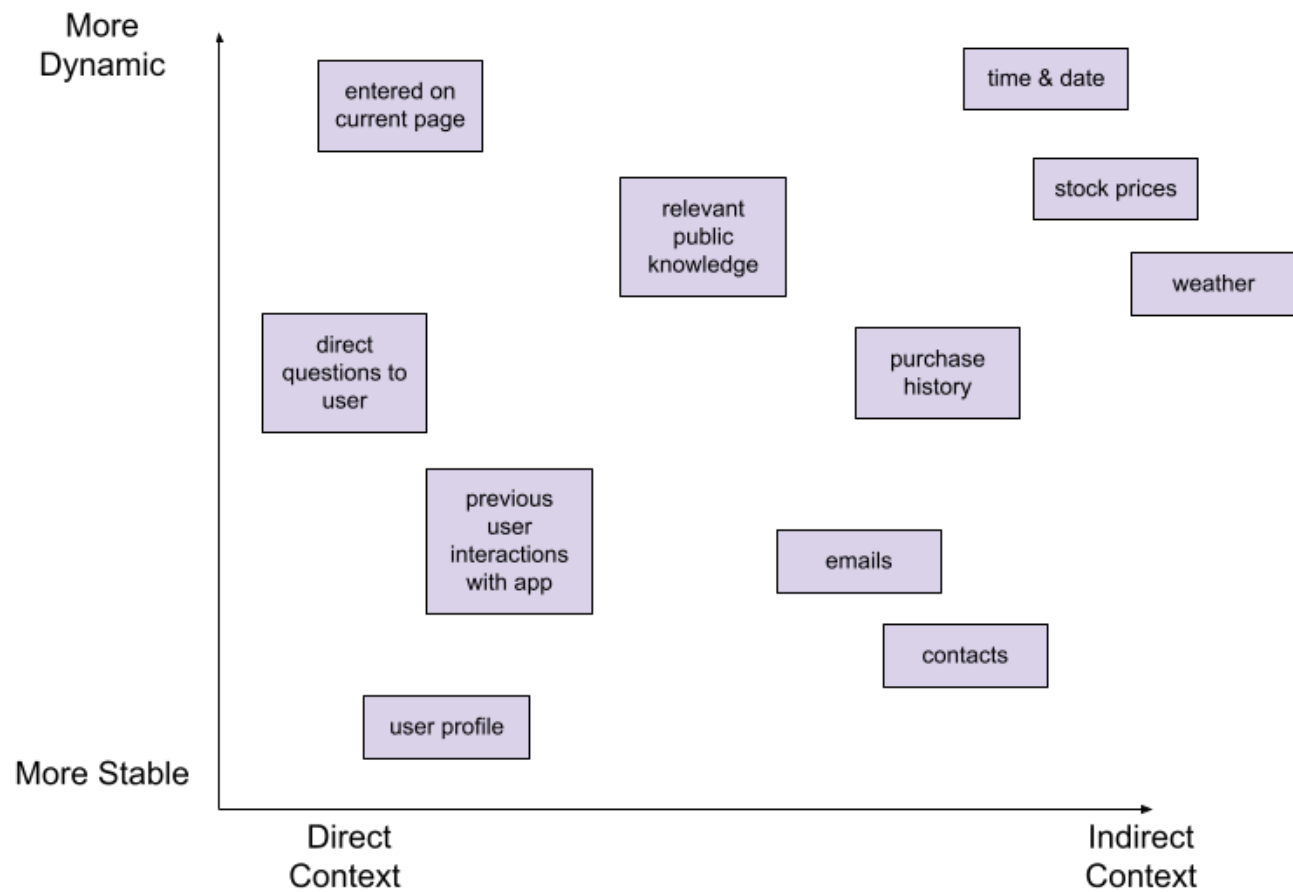 More
Dynamic
entered on
current page
time & date
stock prices
relevant
public
knowledge
weather
direct
questions to
user
purchase
history
previous
user
interactions
with app
emails
contacts
user profile
More Stable
Direct
Context
Indirect
Context